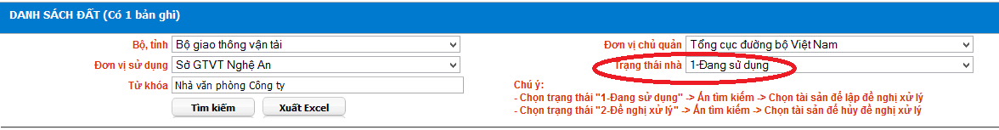 DANH SÁCH ĐẤT (Có 1 bản ghi)
Bộ, tỉnh Bộ giao thông vận tải Đơn vị chủ quản Tổng cục đường bộ Việt Nam
Đơn vị sử dụng Sở GTVT Nghệ An Trạng thái nhà 1-Đang sử dụng
Từ khóa Nhà văn phòng Công ty
Chú ý:
- Chọn trạng thái "1-Đang sử dụng" -> Ấn tìm kiếm -> Chọn tài sản để lập đề nghị xử lý
- Chọn trạng thái "2-Đề nghị xử lý" -> Ấn tìm kiếm -> Chọn tài sản để hủy đề nghị xử lý
Tìm kiếm Xuất Excel